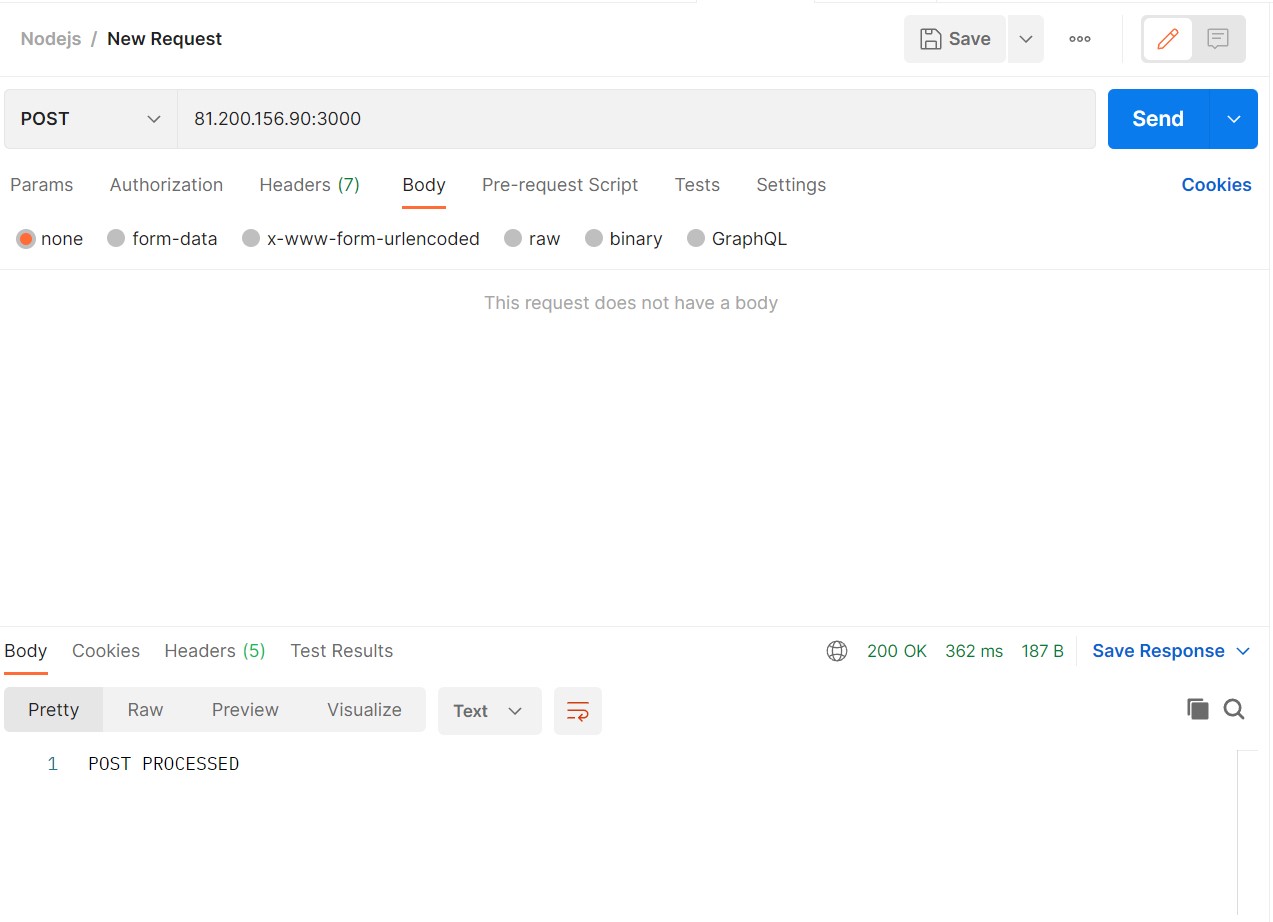 Nodejs / New Request
Save
POST
81.200.156.90:3000
Send
Params Authorization Headers (7) Body Pre-request Script Tests Settings Cookies
none form-data x-www-form-urlencoded raw binary GraphQL
This request does not have a body
Body Cookies Headers (5) Test Results 200 OK 362 ms 187 B Save Response
Pretty Raw Preview Visualize Text
1 POST PROCESSED